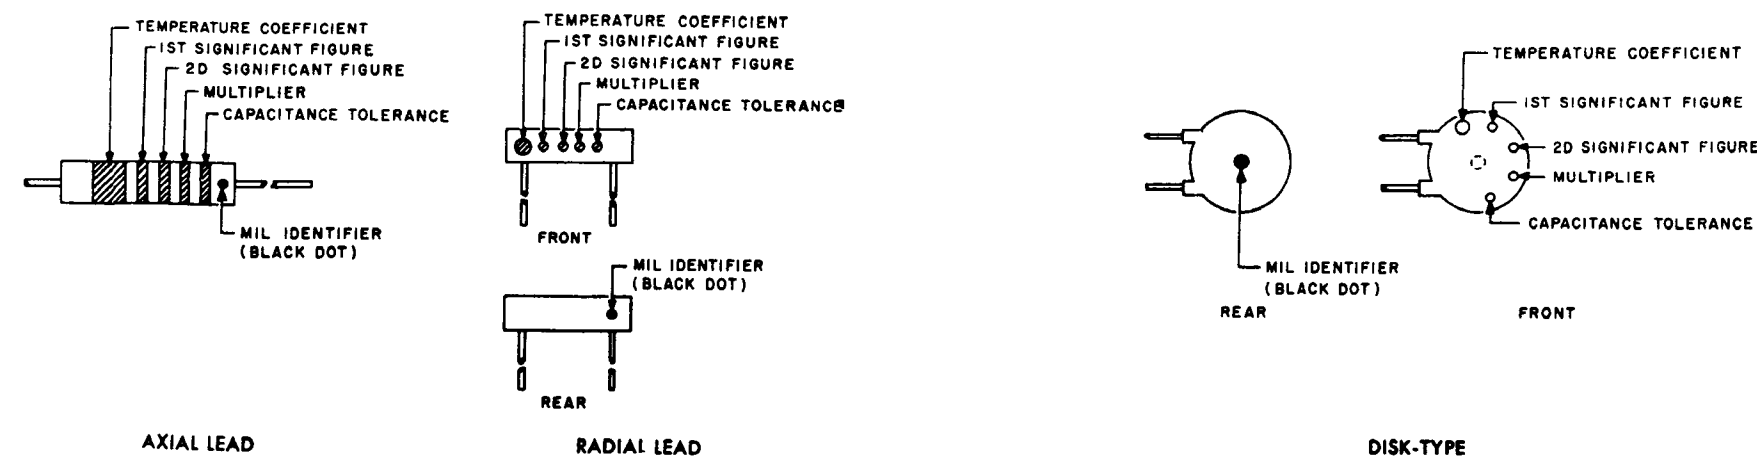 TEMPERATURE COEFFICIENT
1ST SIGNIFICANT FIGURE
2D SIGNIFICANT FIGURE
MULTIPLIER
CAPACITANCE TOLERANCE
MIL IDENTIFIER
(BLACK DOT)
AXIAL LEAD
TEMPERATURE COEFFICIENT
1ST SIGNIFICANT FIGURE
2D SIGNIFICANT FIGURE
MULTIPLIER
CAPACITANCE TOLERANCE
FRONT
MIL IDENTIFIER
(BLACK DOT)
REAR
RADIAL LEAD
MIL IDENTIFIER
(BLACK DOT)
REAR
TEMPERATURE COEFFICIENT
1ST SIGNIFICANT FIGURE
2D SIGNIFICANT FIGURE
MULTIPLIER
CAPACITANCE TOLERANCE
FRONT
DISK-TYPE